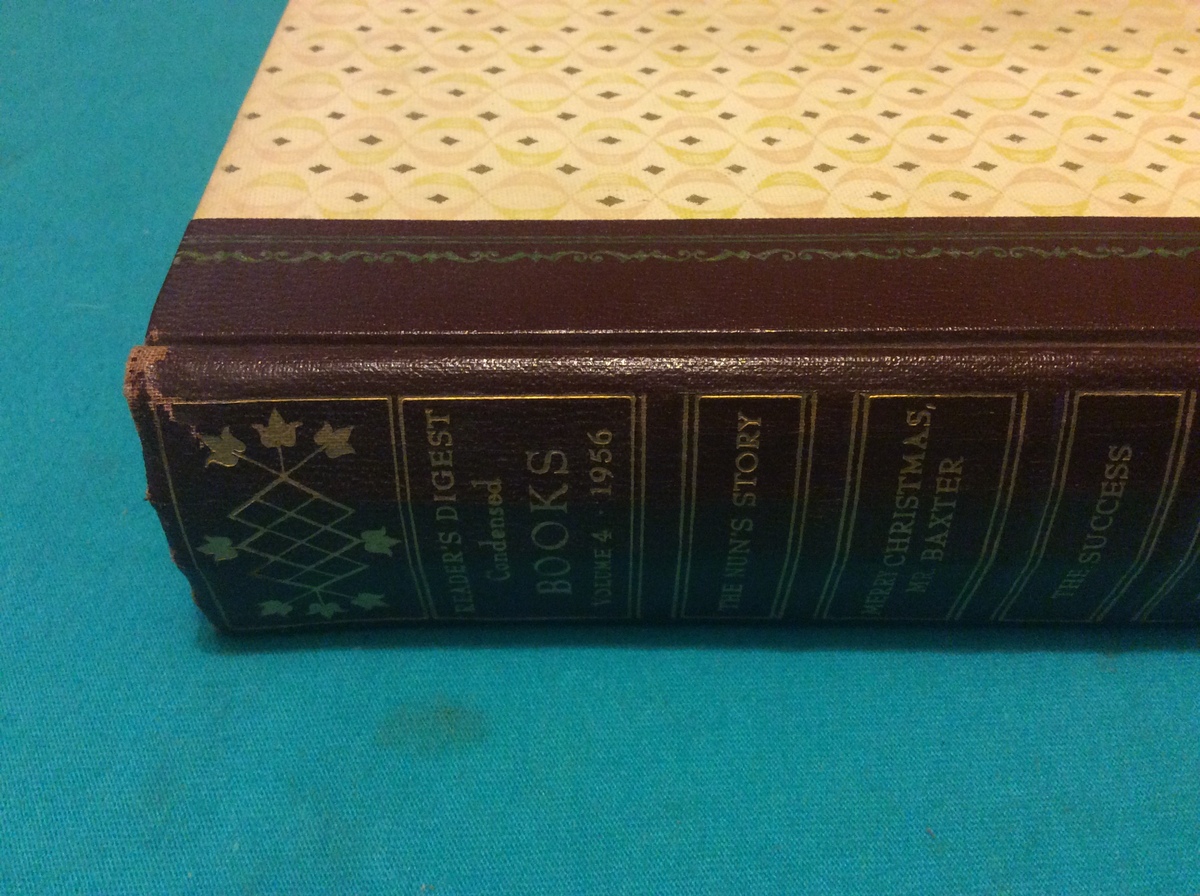 READER'S DIGEST
Condensed
BOOKS
VOLUME 4 · 1956
THE NUN'S STORY
MERRY CHRISTMAS,
MR. BAXTER
THE SUCCESS